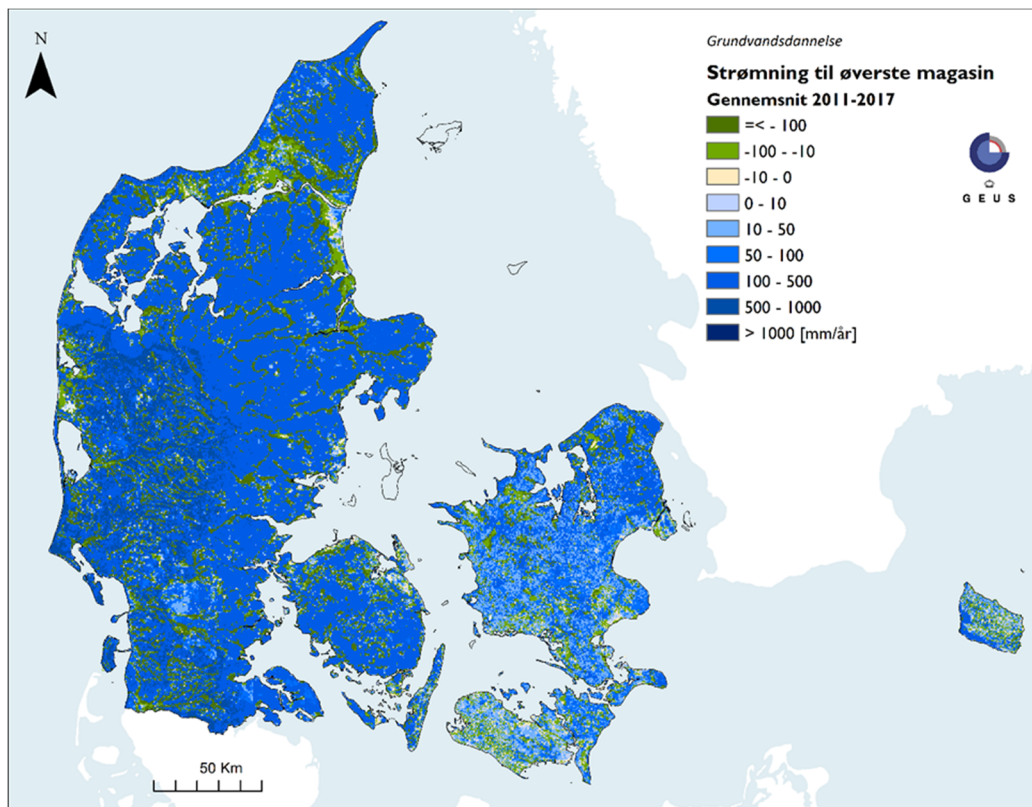 N
Grundvandsdannelse
Strømning til øverste magasin
Gennemsnit 2011-2017
=< - 100
-100 - -10
-10 - 0
0 - 10
10 - 50
50 - 100
100 - 500
500 - 1000
> 1000 [mm/år]
G E U S
50 Km